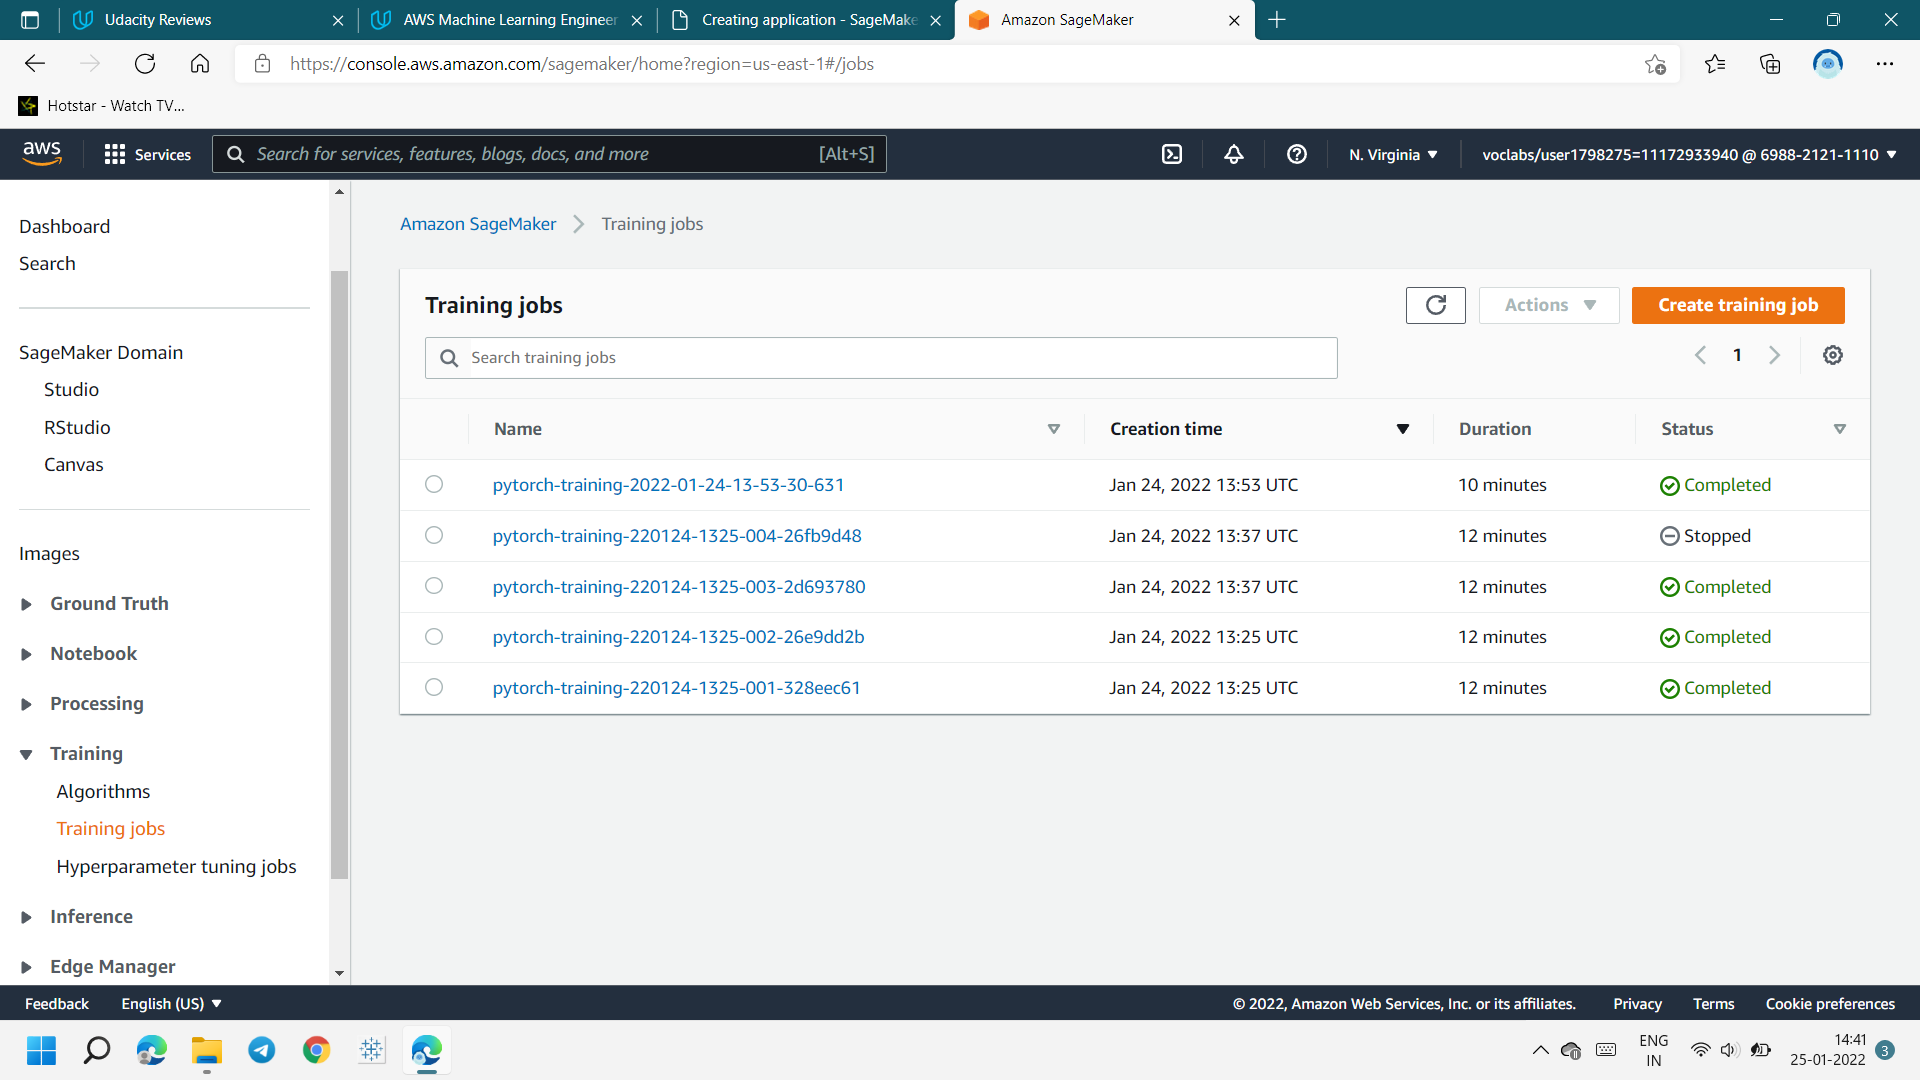 Udacity Reviews
AWS Machine Learning Engineer
Creating application - SageMake
Amazon SageMaker
https://console.aws.amazon.com/sagemaker/home?region=us-east-1#/jobs
Hotstar - Watch TV...
aws
Services
Search for services, features, blogs, docs, and more
[Alt+S]
N. Virginia
voclabs/user1798275=11172933940 @ 6988-2121-1110
Dashboard
Search
SageMaker Domain
Studio
RStudio
Canvas
Images
Ground Truth
Notebook
Processing
Training
Algorithms
Training jobs
Hyperparameter tuning jobs
Inference
Edge Manager
Amazon SageMaker
Training jobs
Training jobs
Actions
Create training job
Search training jobs
1
Name Creation time Duration Status
pytorch-training-2022-01-24-13-53-30-631 Jan 24, 2022 13:53 UTC 10 minutes Completed
pytorch-training-220124-1325-004-26fb9d48 Jan 24, 2022 13:37 UTC 12 minutes Stopped
pytorch-training-220124-1325-003-2d693780 Jan 24, 2022 13:37 UTC 12 minutes Completed
pytorch-training-220124-1325-002-26e9dd2b Jan 24, 2022 13:25 UTC 12 minutes Completed
pytorch-training-220124-1325-001-328eec61 Jan 24, 2022 13:25 UTC 12 minutes Completed
Feedback
English (US)
© 2022, Amazon Web Services, Inc. or its affiliates.
Privacy
Terms
Cookie preferences
ENG
IN
14:41
25-01-2022
3